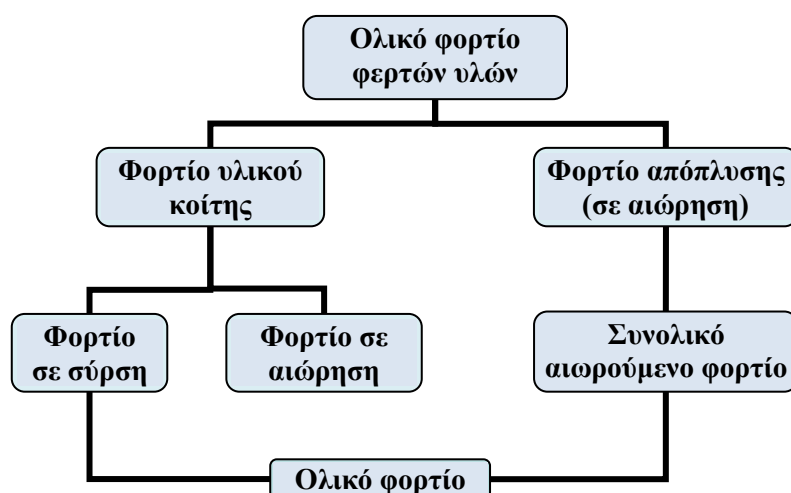 Ολικό φορτίο
φερτών υλών
Φορτίο υλικού
κοίτης
Φορτίο απόπλυσης
(σε αιώρηση)
Φορτίο
σε σύρση
Φορτίο σε
αιώρηση
Συνολικό
αιωρούμενο φορτίο
Ολικό φορτίο